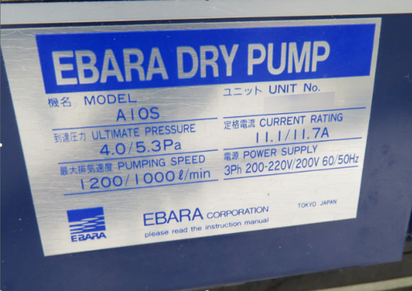 EBARA DRY PUMP
機名 MODEL
A10S
ユニット UNIT No.
到達圧力 ULTIMATE PRESSURE
4.0/5.3Pa
定格電流 CURRENT RATING
11.1/11.7A
最大排気速度 PUMPING SPEED
1200/1000ℓ/min
電源 POWER SUPPLY
3Ph 200-220V/200V 60/50Hz
EBARA
EBARA CORPORATION
TOKYO JAPAN
please read the instruction manual